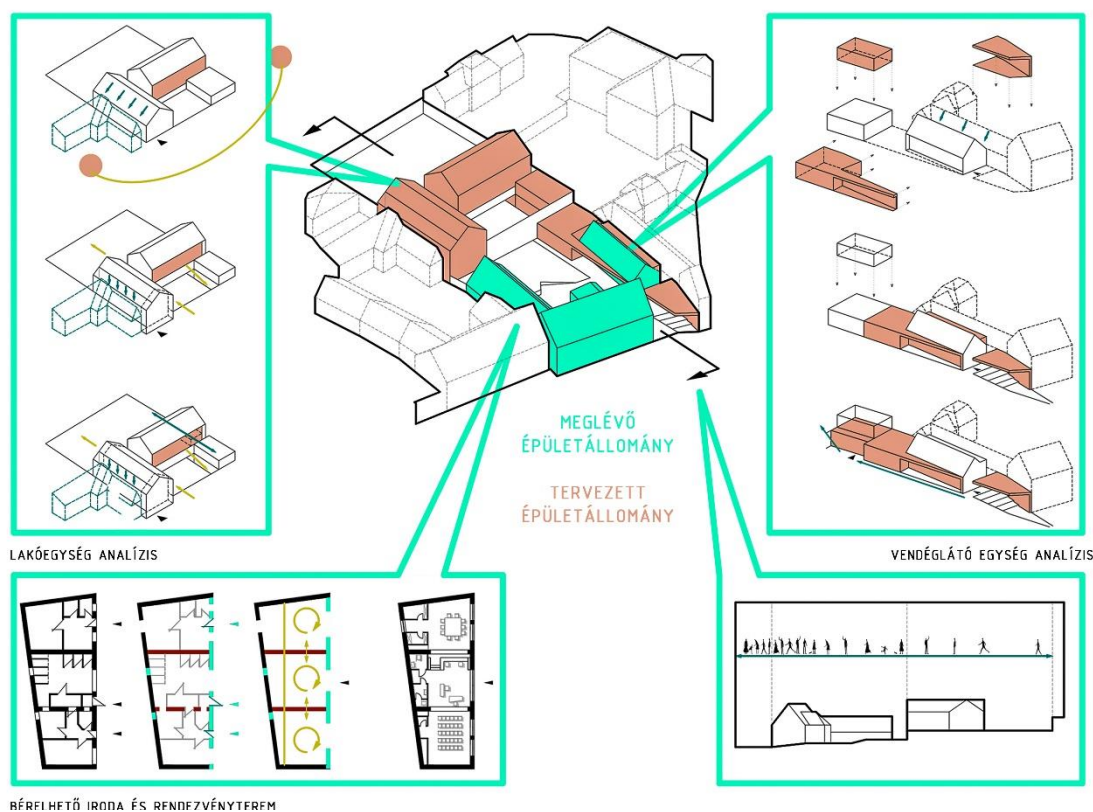 MEGLÉVŐ
ÉPÜLETÁLLOMÁNY
TERVEZETT
ÉPÜLETÁLLOMÁNY
LAKÓEGYSÉG ANALÍZIS
VENDÉGLÁTÓ EGYSÉG ANALÍZIS
BÉRELHETŐ IRODA ÉS RENDEZVÉNYTEREM